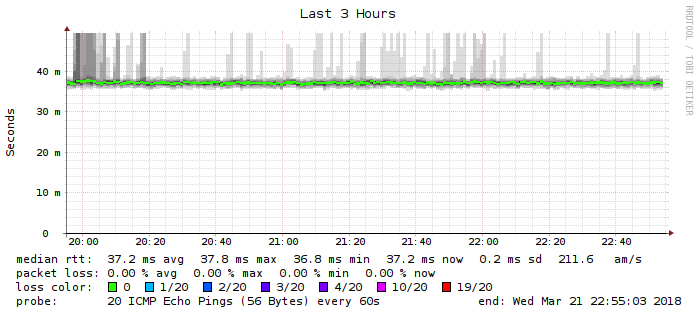 Last 3 Hours
RRDTOOL / TOBI OETIKER
Seconds
40 m
30 m
20 m
10 m
0
20:00 20:20 20:40 21:00 21:20 21:40 22:00 22:20 22:40
median rtt: 37.2 ms avg 37.8 ms max 36.8 ms min 37.2 ms now 0.2 ms sd 211.6 am/s
packet loss: 0.00 % avg 0.00 % max 0.00 % min 0.00 % now
loss color: 0 1/20 2/20 3/20 4/20 10/20 19/20
probe: 20 ICMP Echo Pings (56 Bytes) every 60s end: Wed Mar 21 22:55:03 2018